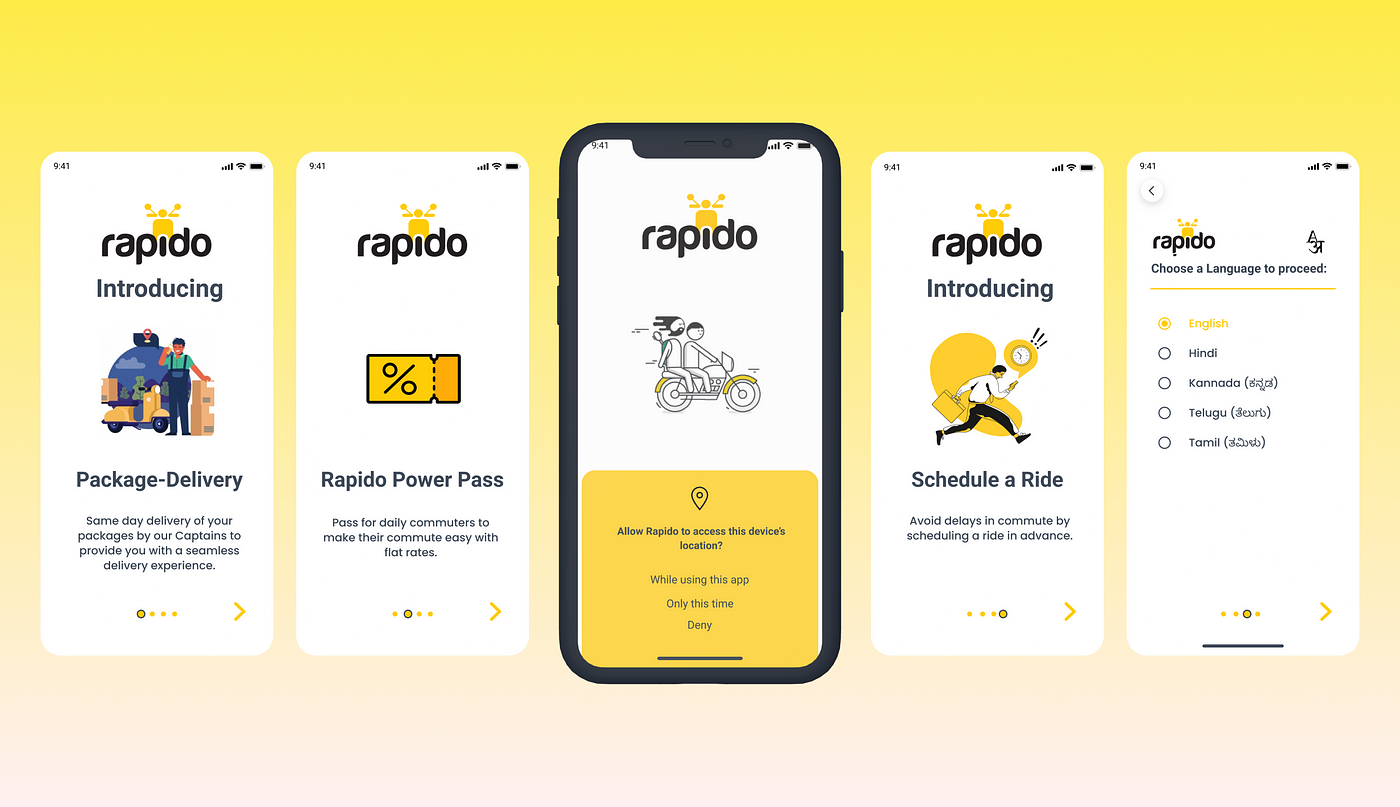 9:41
rapido
Introducing
Package-Delivery
Same day delivery of your
packages by our Captains to
provide you with a seamless
delivery experience.
9:41
rapido
%
Rapido Power Pass
Pass for daily commuters to
make their commute easy with
flat rates.
9:41
rapido
Allow Rapido to access this device's
location?
While using this app
Only this time
Deny
9:41
rapido
Introducing
!!!
Schedule a Ride
Avoid delays in commute by
scheduling a ride in advance.
9:41
rapido
A अ
Choose a Language to proceed:
English
Hindi
Kannada (ಕನ್ನಡ)
Telugu (ತೆಲುಗು)
Tamil (ತಮಿಳು)